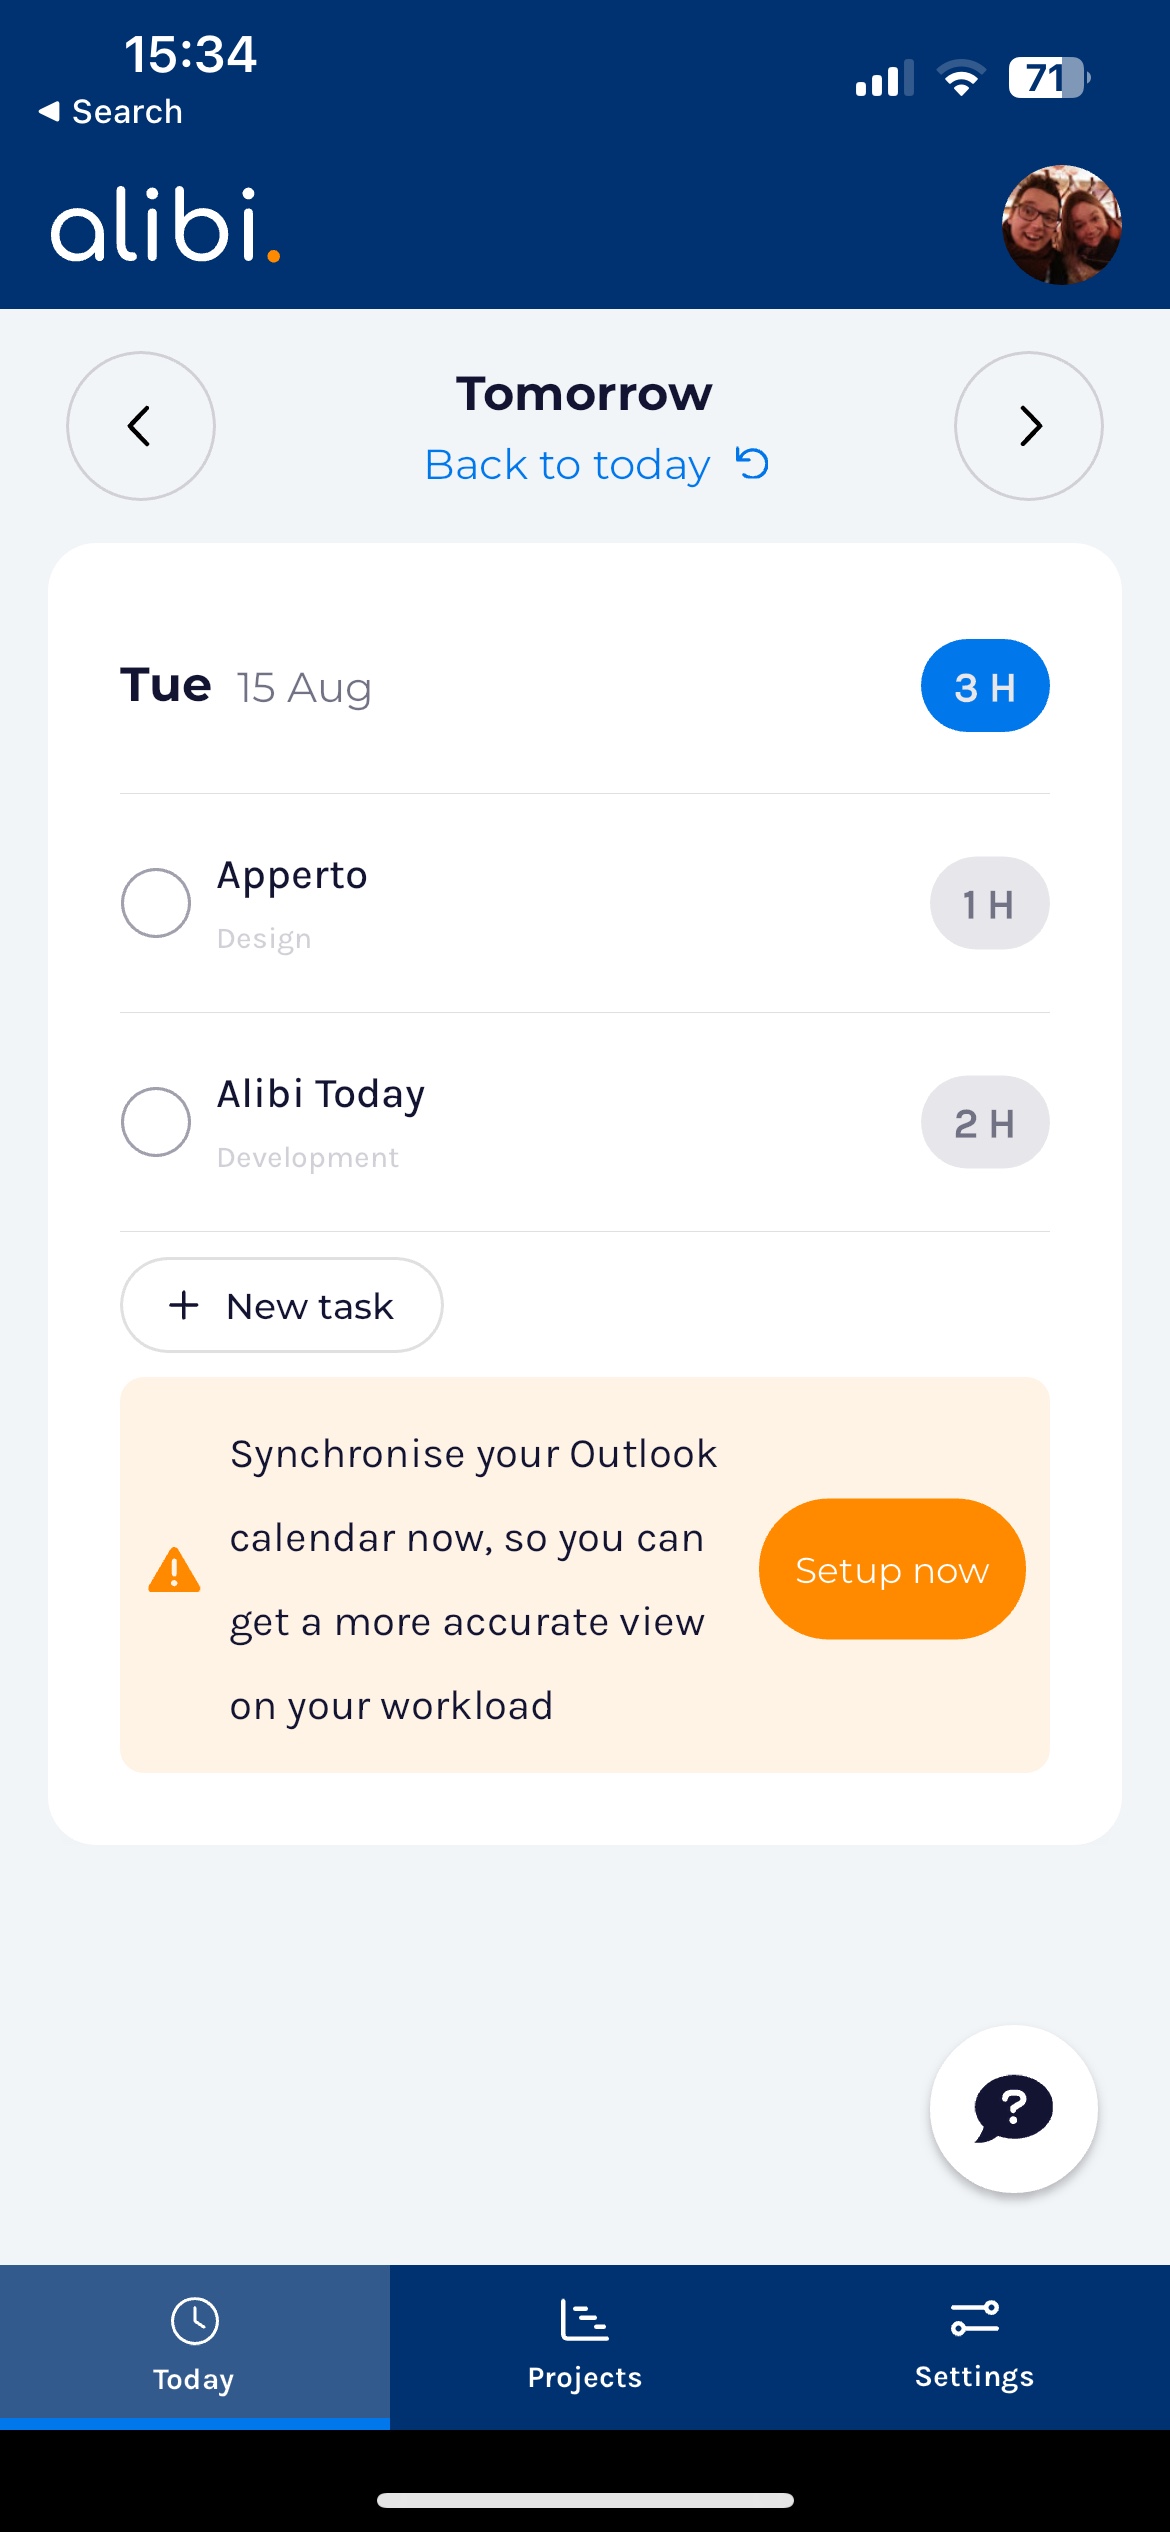 15:34
71
Search
alibi.
Tomorrow
Back to today
Tue 15 Aug
3 H
Apperto
1 H
Design
Alibi Today
2 H
Development
+ New task
Synchronise your Outlook
calendar now, so you can
get a more accurate view
on your workload
Setup now
?
Today
Projects
Settings